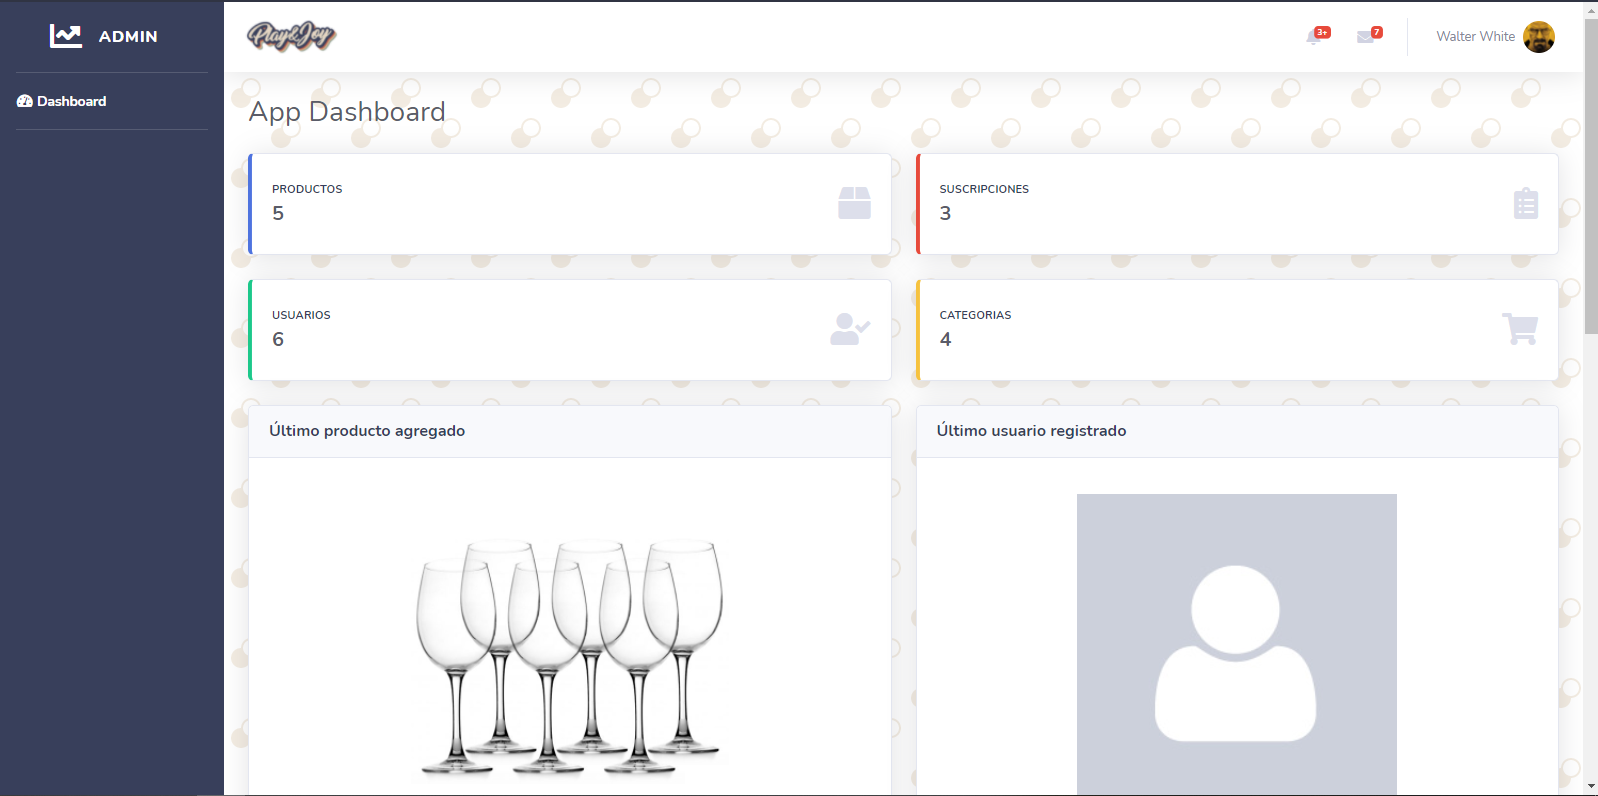 ADMIN
Dashboard
Play&Joy
3+
7
Walter White
App Dashboard
PRODUCTOS
5
SUSCRIPCIONES
3
USUARIOS
6
CATEGORIAS
4
Último producto agregado
Último usuario registrado